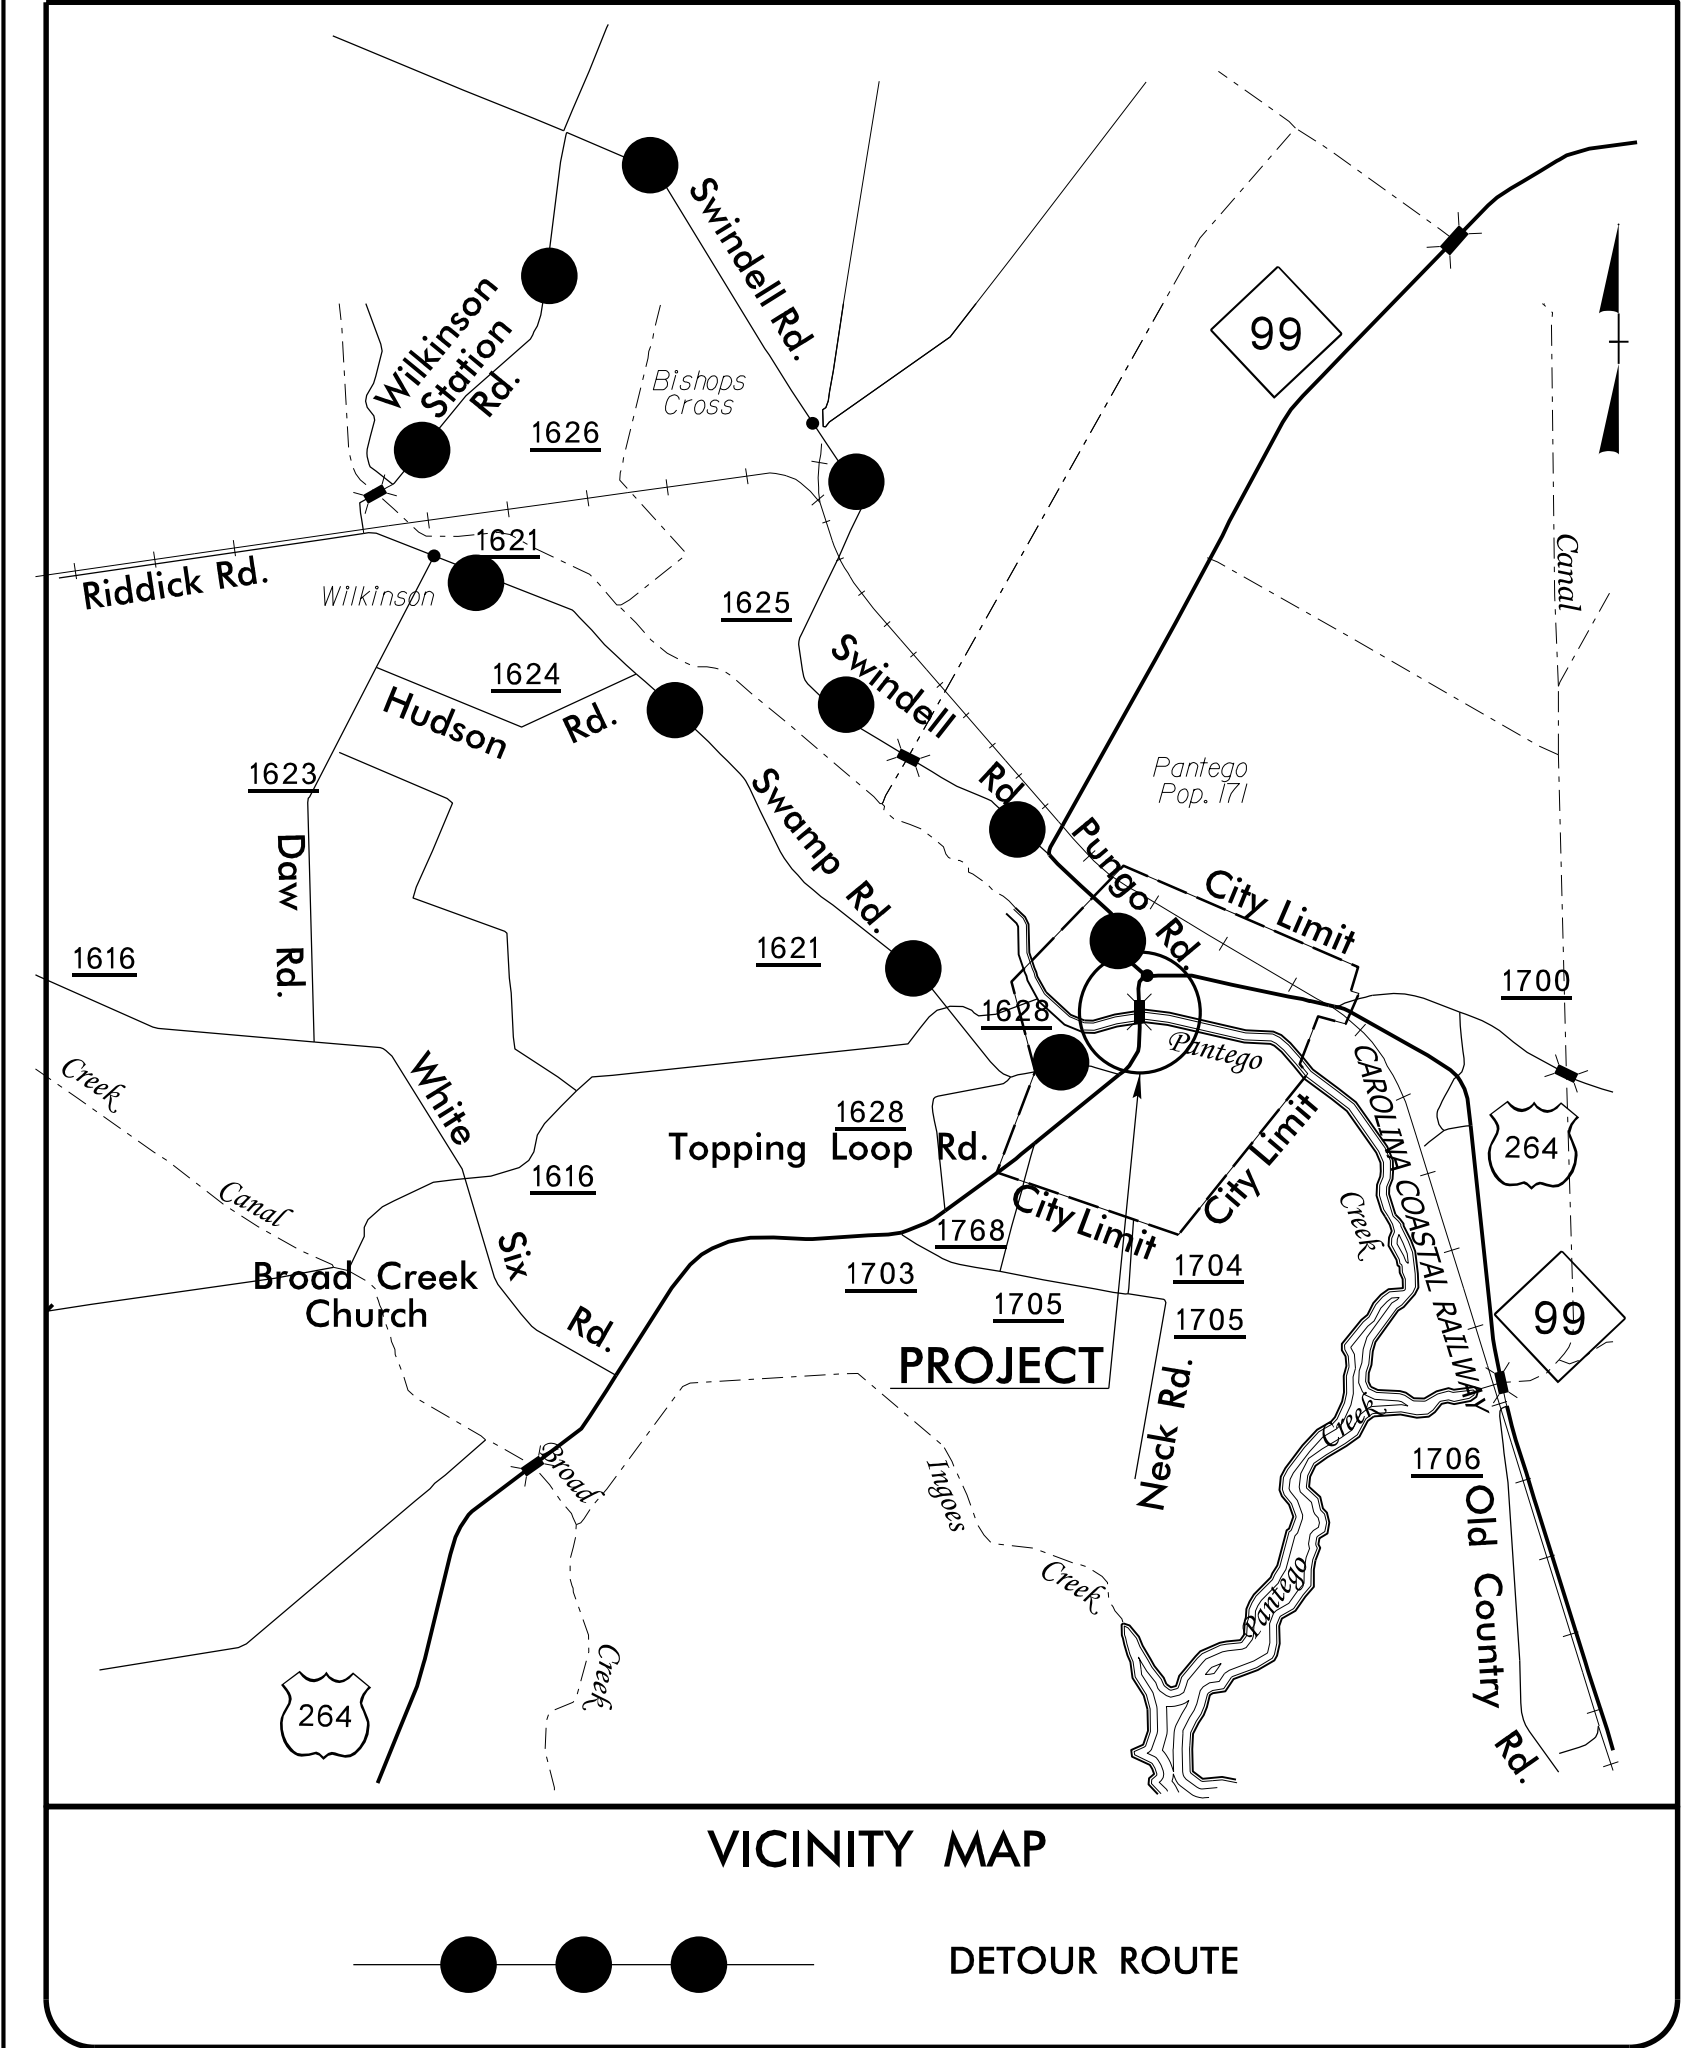 Swindell Rd.
99
Wilkinson
Station
Rd.
Bishops
Cross
1626
1621
Riddick Rd.
Wilkinson
Canal
1625
1624
Swindell
Rd.
Hudson Rd.
1623
Swamp Rd.
Pantego
Pop. 171
Pungo Rd.
Daw Rd.
City Limit
1616
1621
1700
1628
Pantego
Creek
White
CAROLINA COASTAL RAILWAY
1628
264
Topping Loop Rd.
City Limit
1616
Canal
Creek
City Limit
1768
Six
1704
Broad Creek
Church
1703
1705
1705
99
Rd.
PROJECT
Neck Rd.
Creek
1706
Broad
Ingoes
Old Country Rd.
Creek
Pantego
Creek
264
VICINITY MAP
DETOUR ROUTE